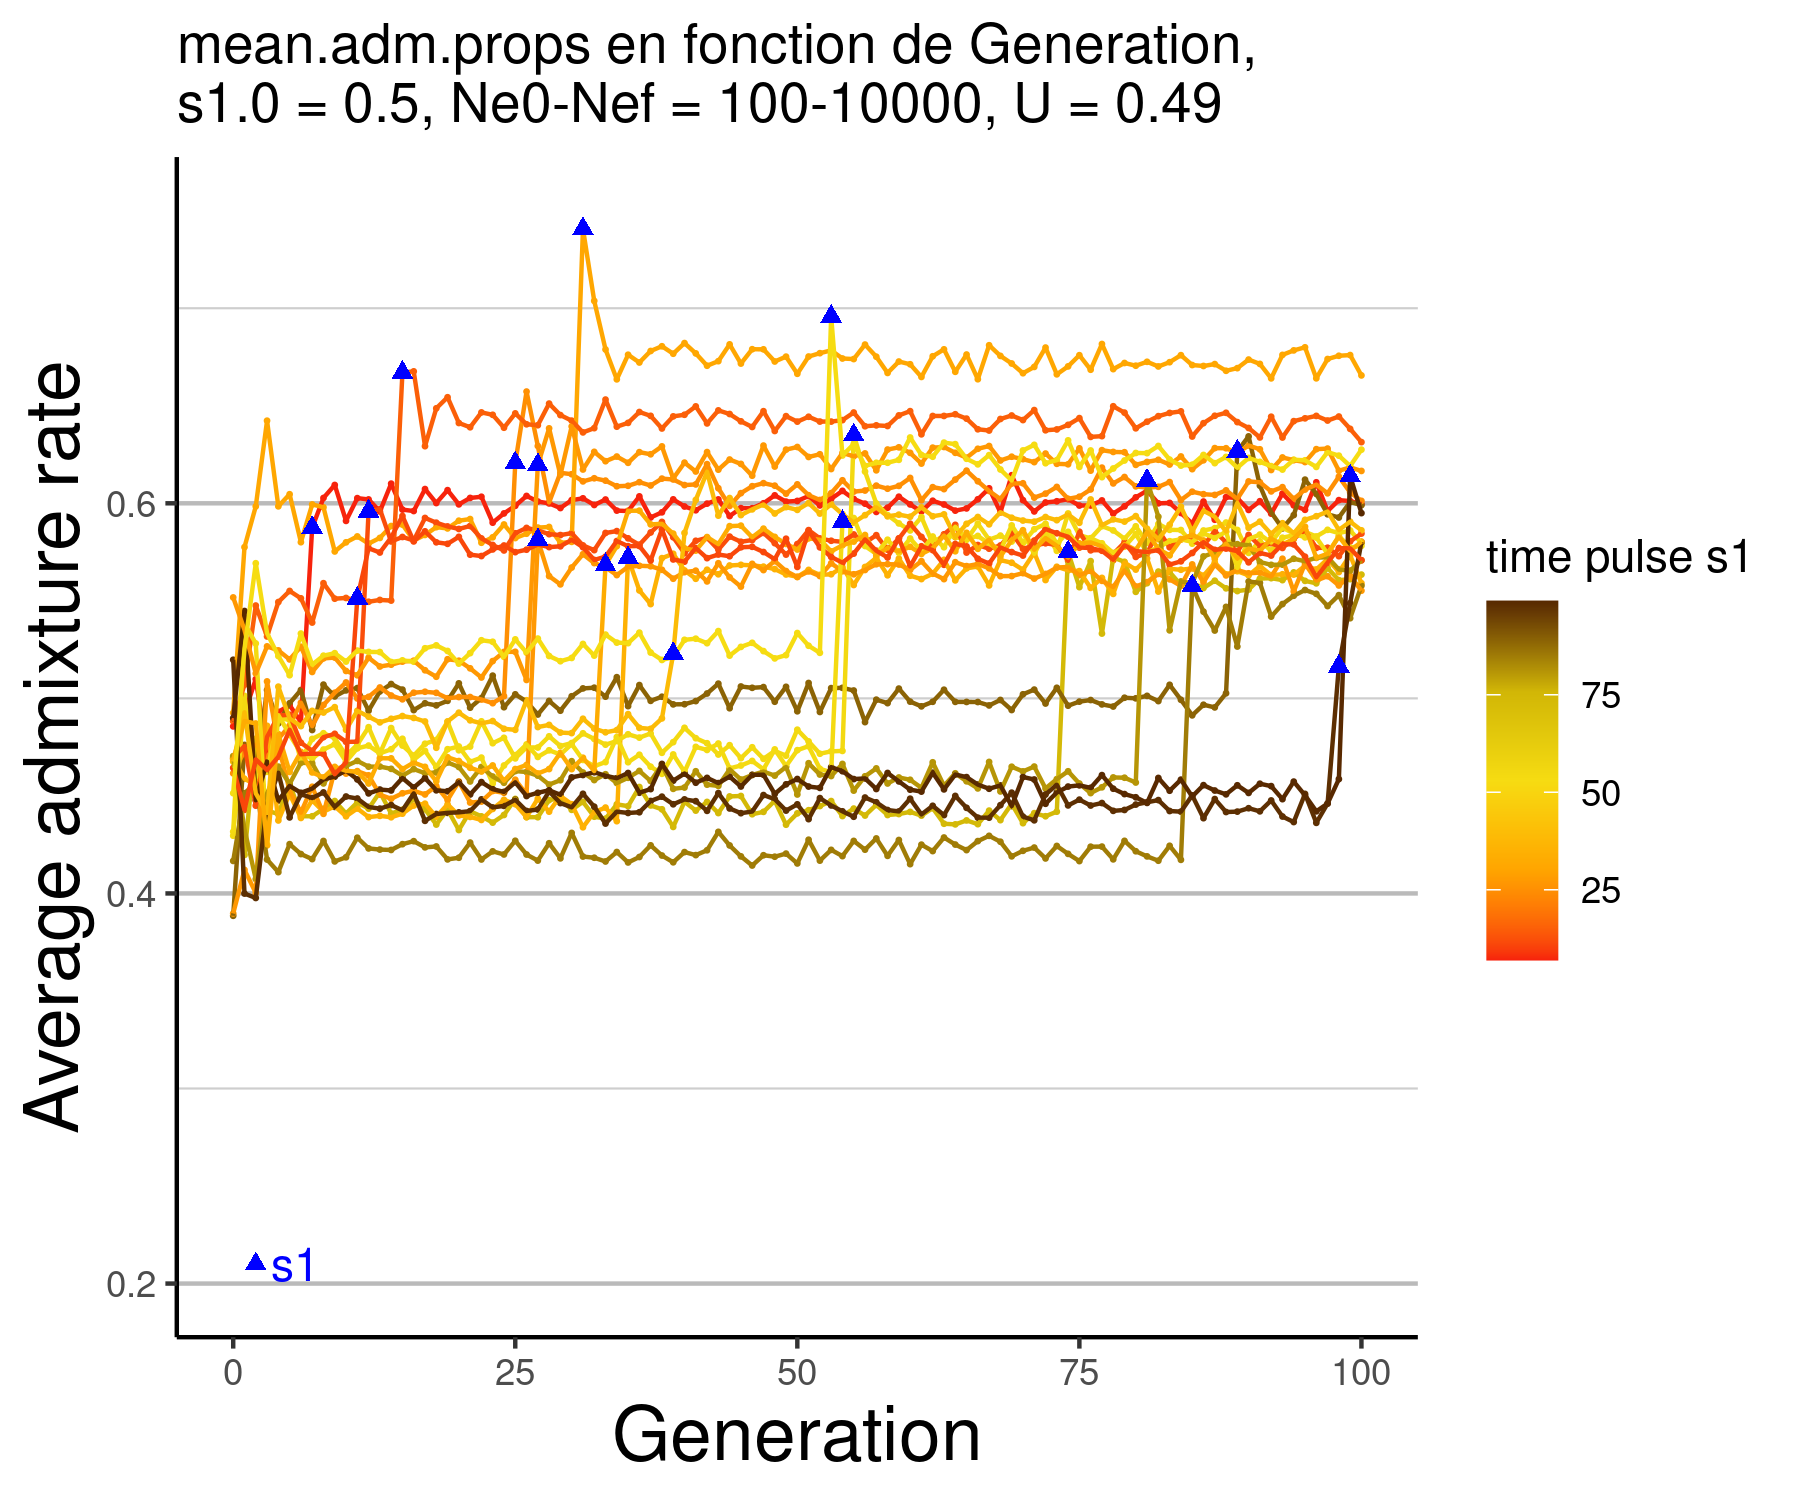 mean.adm.props en fonction de Generation,
s1.0 = 0.5, Ne0-Nef = 100-10000, U = 0.49
Average admixture rate
0.6
0.4
0.2
s1
0
25
50
75
100
Generation
time pulse s1
75
50
25